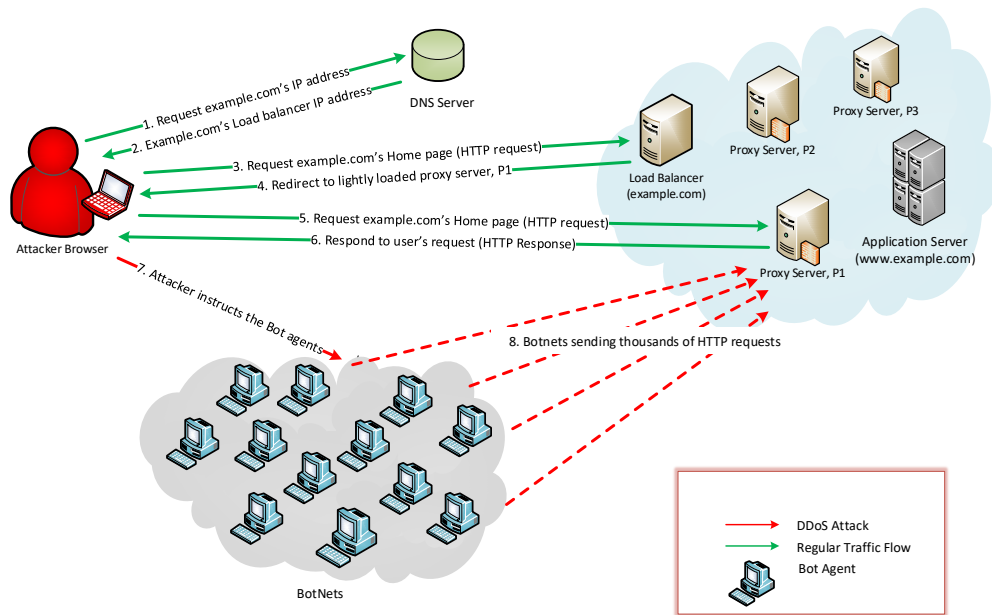 DNS Server
1. Request example.com's IP address
2. Example.com's Load balancer IP address
3. Request example.com's Home page (HTTP request)
4. Redirect to lightly loaded proxy server, P1
5. Request example.com's Home page (HTTP request)
6. Respond to user's request (HTTP Response)
Attacker Browser
7. Attacker instructs the Bot agents
Load Balancer
(example.com)
Proxy Server, P2
Proxy Server, P3
Application Server
(www.example.com)
Proxy Server, P1
8. Botnets sending thousands of HTTP requests
BotNets
DDoS Attack
Regular Traffic Flow
Bot Agent